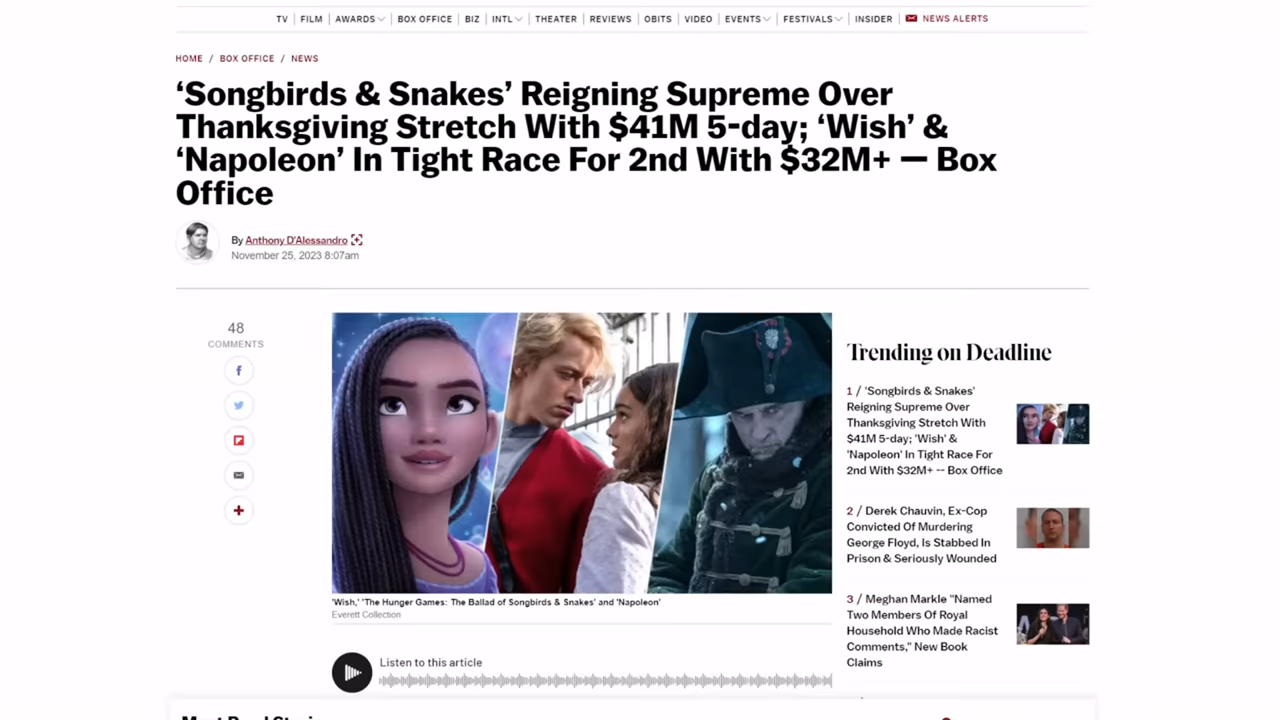 TV FILM AWARDS BOX OFFICE BIZ INTL THEATER REVIEWS OBITS VIDEO EVENTS FESTIVALS INSIDER NEWS ALERTS
HOME / BOX OFFICE / NEWS
‘Songbirds & Snakes’ Reigning Supreme Over
Thanksgiving Stretch With $41M 5-day; ‘Wish’ &
‘Napoleon’ In Tight Race For 2nd With $32M+ — Box
Office
By Anthony D'Alessandro
November 25, 2023 8:07am
48
COMMENTS
'Wish,' 'The Hunger Games: The Ballad of Songbirds & Snakes' and 'Napoleon'
Everett Collection
Listen to this article
Trending on Deadline
1 / 'Songbirds & Snakes'
Reigning Supreme Over
Thanksgiving Stretch With
$41M 5-day; 'Wish' &
'Napoleon' In Tight Race For
2nd With $32M+ -- Box Office
2 / Derek Chauvin, Ex-Cop
Convicted Of Murdering
George Floyd, Is Stabbed In
Prison & Seriously Wounded
3 / Meghan Markle "Named
Two Members Of Royal
Household Who Made Racist
Comments," New Book
Claims